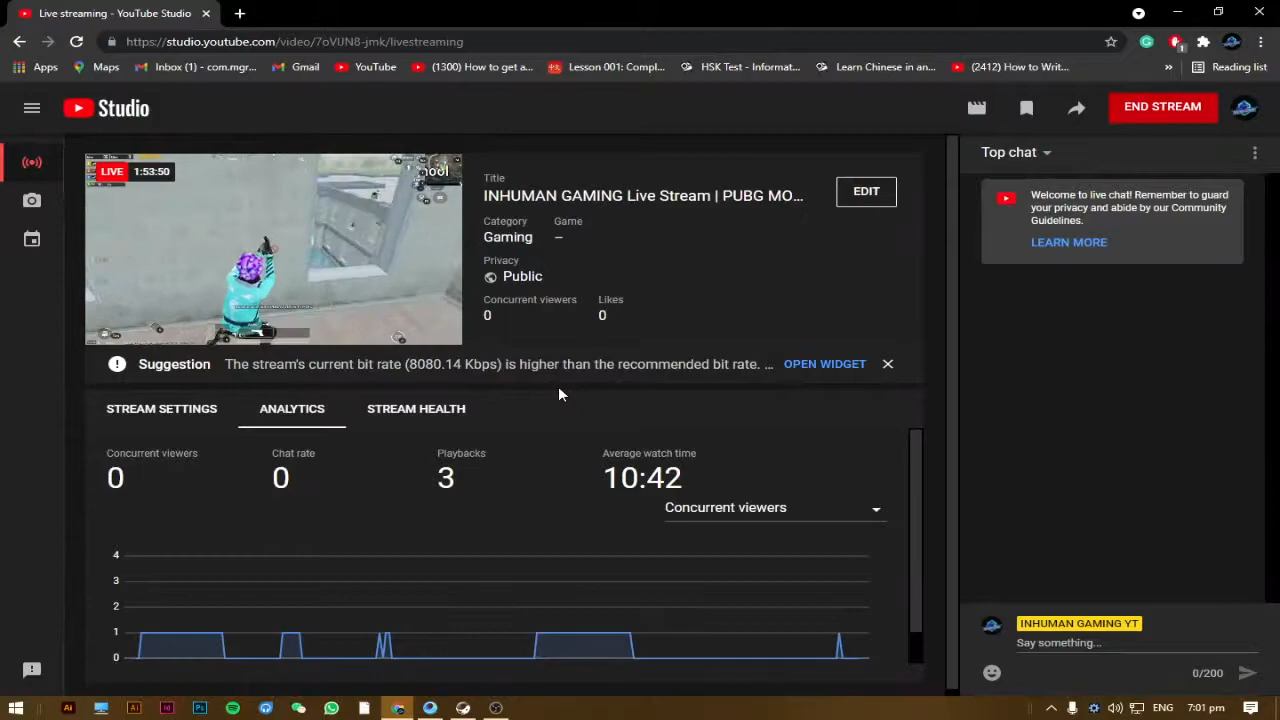 Live streaming - YouTube Studio
https://studio.youtube.com/video/7oVlJN8-jmk/livestreaming
Apps
Maps
Inbox (1) - com.mgr...
Gmail
YouTube
(1300) How to get a...
Lesson 001: Compl...
HSK Test - Informat...
Learn Chinese in an...
(2412) How to Writ...
»
Reading list
Studio
END STREAM
LIVE 1:53:50
Title
INHUMAN GAMING Live Stream | PUBG MO...
EDIT
Category Game
Gaming –
Privacy
Public
Concurrent viewers Likes
0 0
Suggestion The stream's current bit rate (8080.14 Kbps) is higher than the recommended bit rate. ... OPEN WIDGET
STREAM SETTINGS ANALYTICS STREAM HEALTH
Concurrent viewers Chat rate Playbacks Average watch time
0 0 3 10:42
Concurrent viewers
4
3
2
1
0
Top chat
Welcome to live chat! Remember to guard
your privacy and abide by our Community
Guidelines.
LEARN MORE
INHUMAN GAMING YT
Say something...
0/200
Ai Ai Id Ps
ENG 7:01 pm